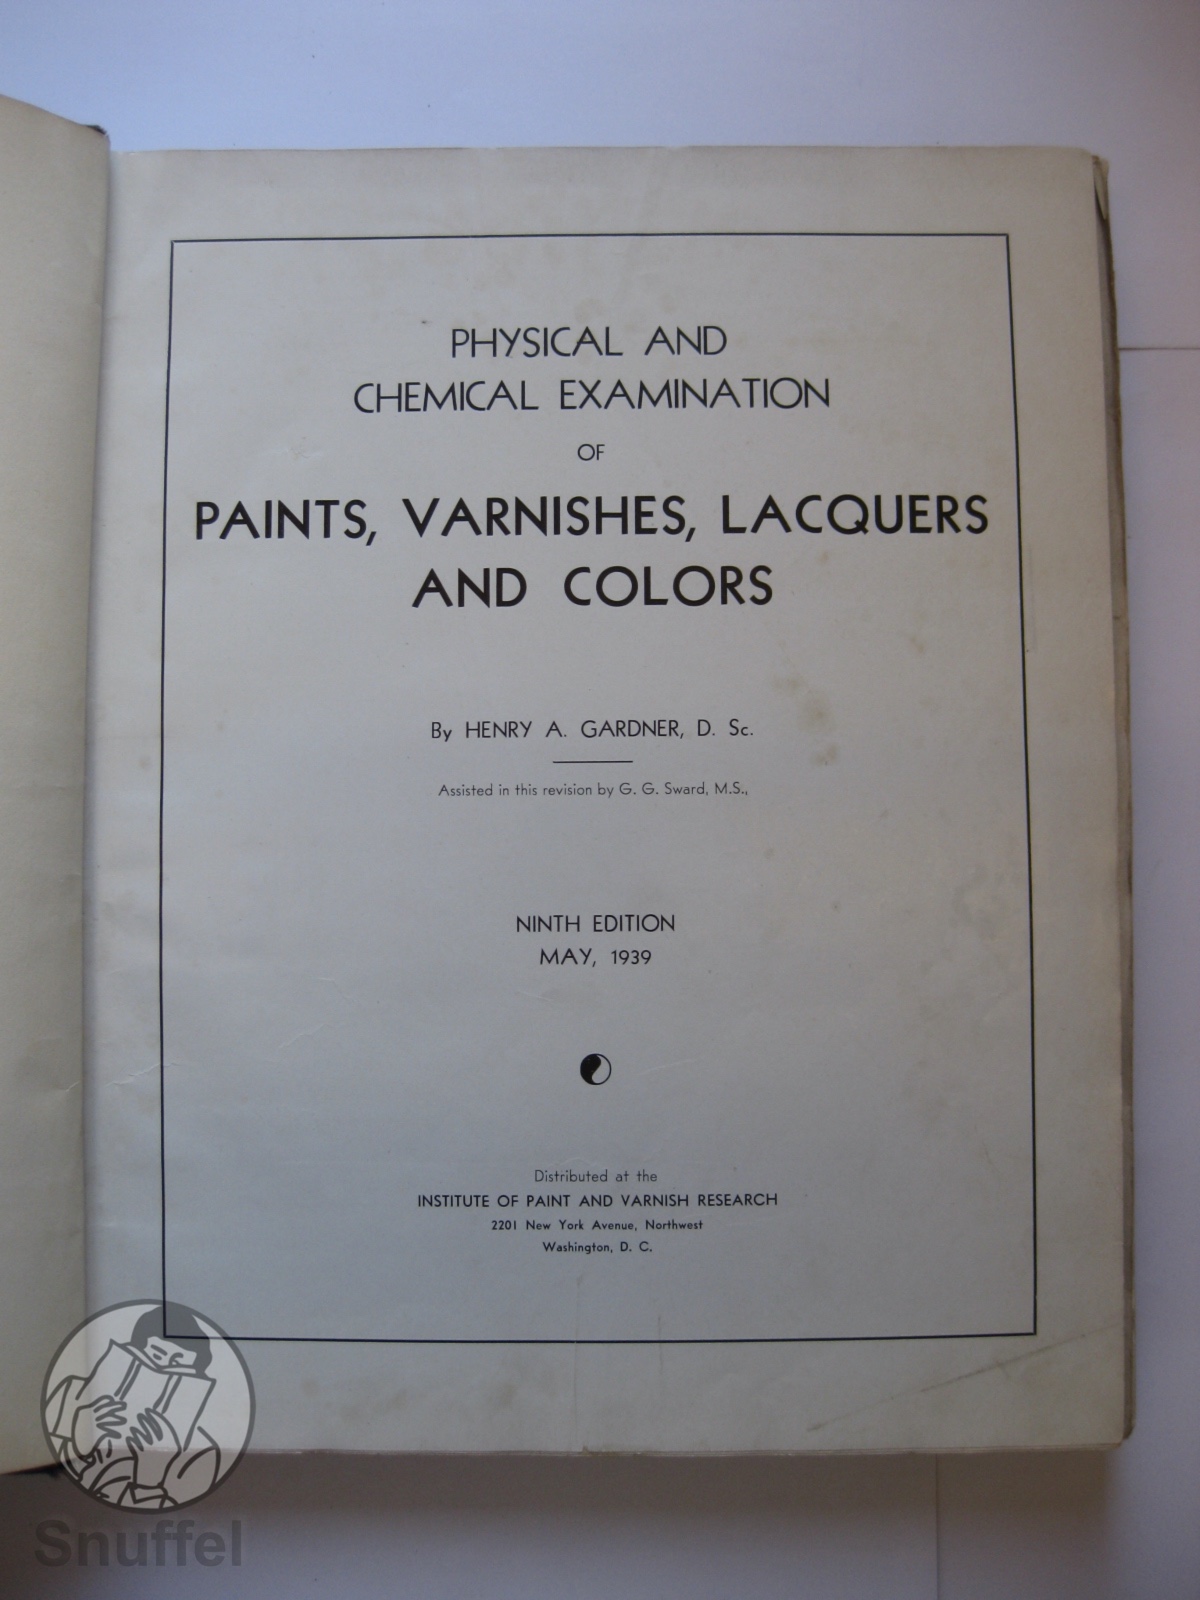 PHYSICAL AND
CHEMICAL EXAMINATION
OF
PAINTS, VARNISHES, LACQUERS
AND COLORS
By HENRY A. GARDNER, D. Sc.
Assisted in this revision by G. G. Sward, M.S.,
NINTH EDITION
MAY, 1939
Distributed at the
INSTITUTE OF PAINT AND VARNISH RESEARCH
2201 New York Avenue, Northwest
Washington, D. C.
Snuffel